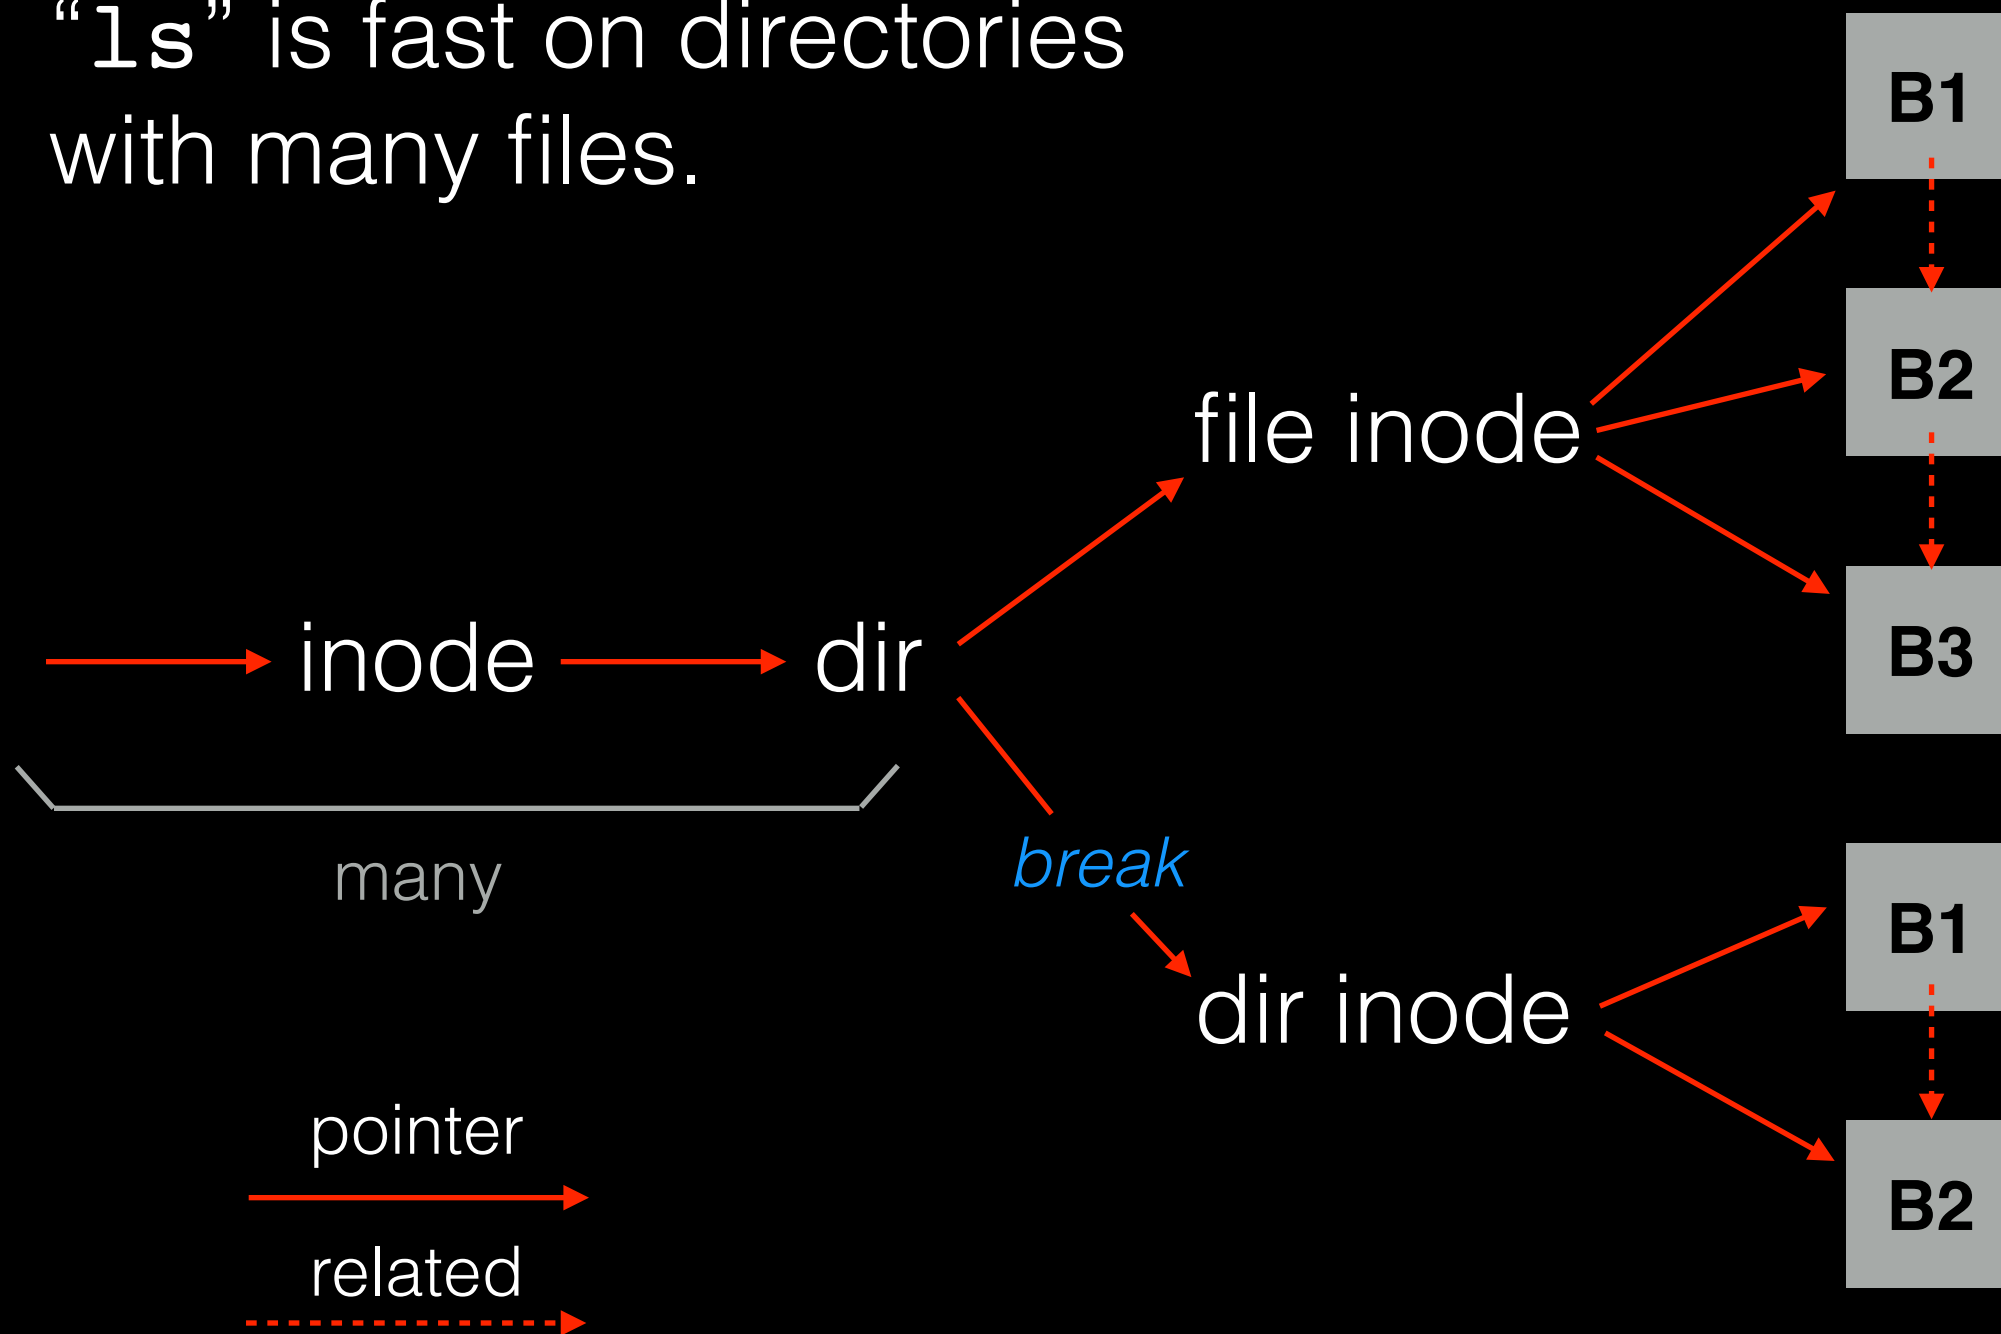 “ls” is fast on directories
with many files.
B1
B2
file inode
inode
dir
B3
many
break
B1
dir inode
pointer
B2
related